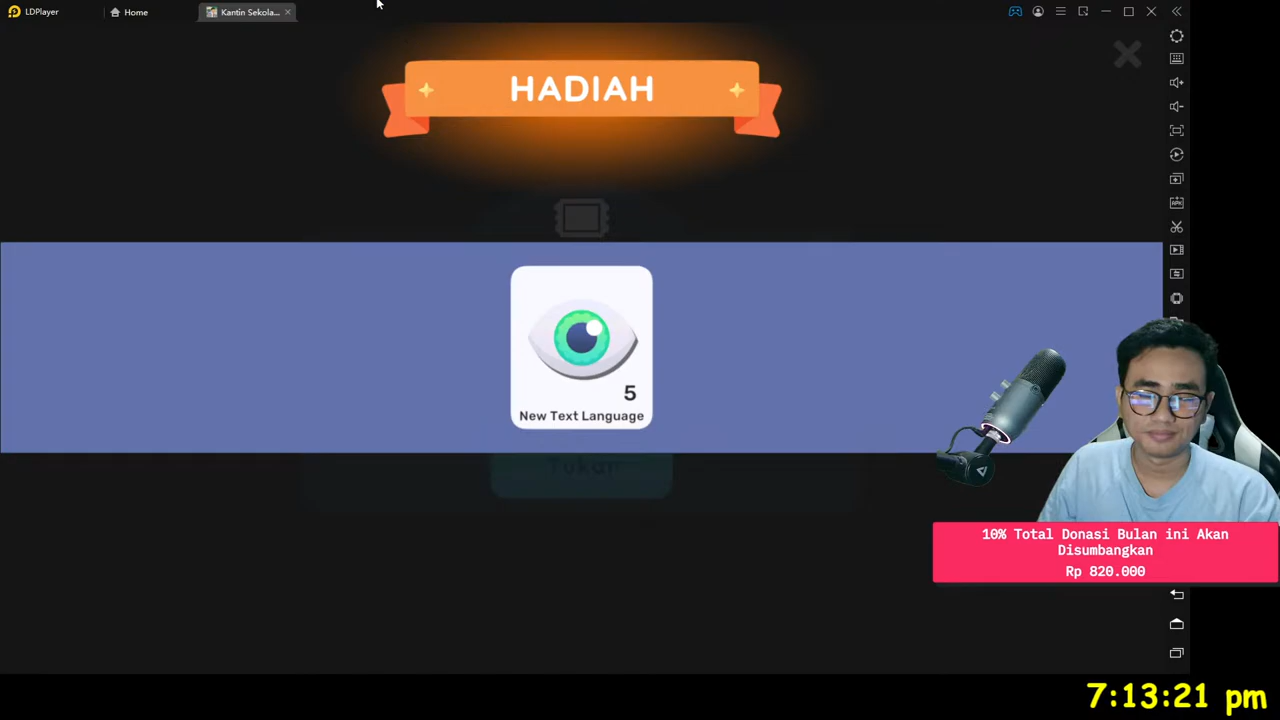 LDPlayer
Home
Kantin Sekola...
HADIAH
5
New Text Language
Tukar
10% Total Donasi Bulan ini Akan
Disumbangkan
Rp 820.000
7:13:21 pm